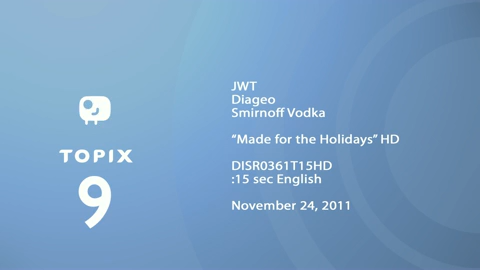 TOPIX
9
JWT
Diageo
Smirnoff Vodka
“Made for the Holidays” HD
DISR0361T15HD
:15 sec English
November 24, 2011